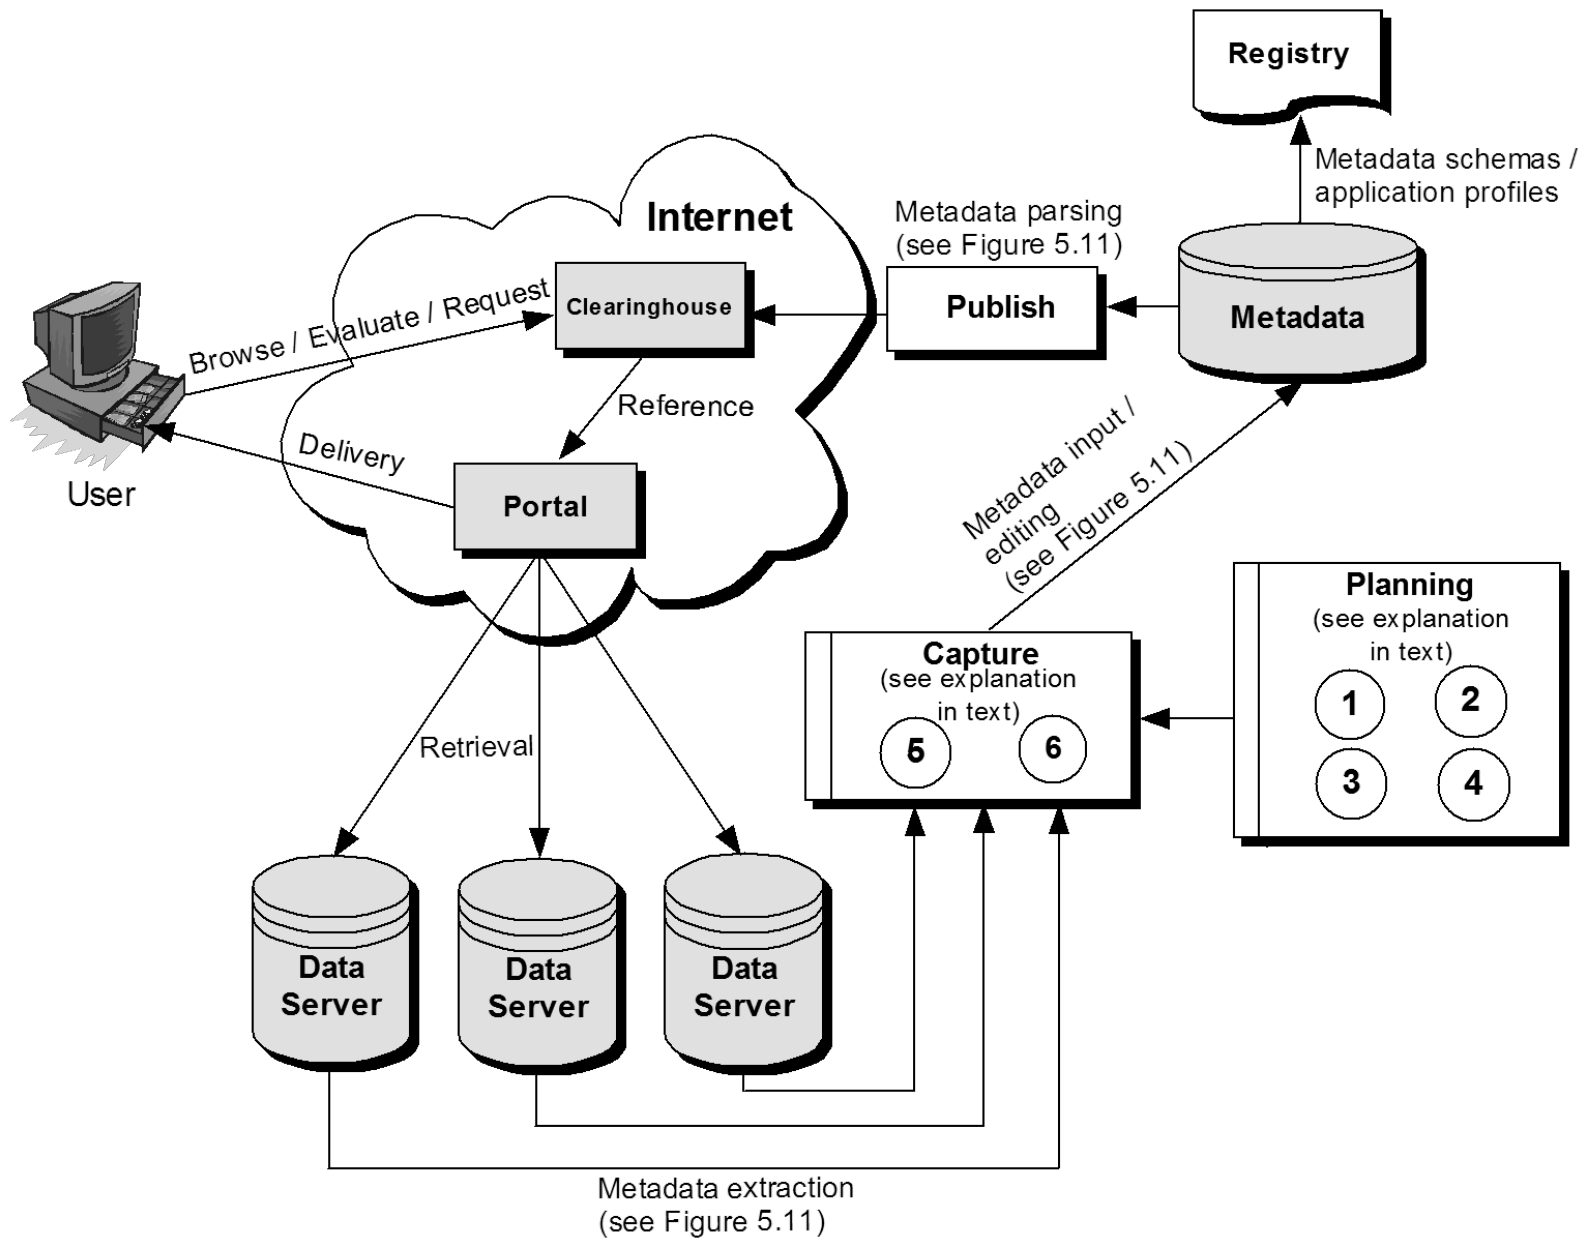 Registry
Metadata schemas /
application profiles
Internet
Metadata parsing
(see Figure 5.11)
Clearinghouse
Publish
Metadata
Browse / Evaluate / Request
Reference
Delivery
User
Portal
Metadata input /
editing
(see Figure 5.11)
Planning
(see explanation
in text)
1
2
3
4
Capture
(see explanation
in text)
5
6
Retrieval
Data
Server
Data
Server
Data
Server
Metadata extraction
(see Figure 5.11)